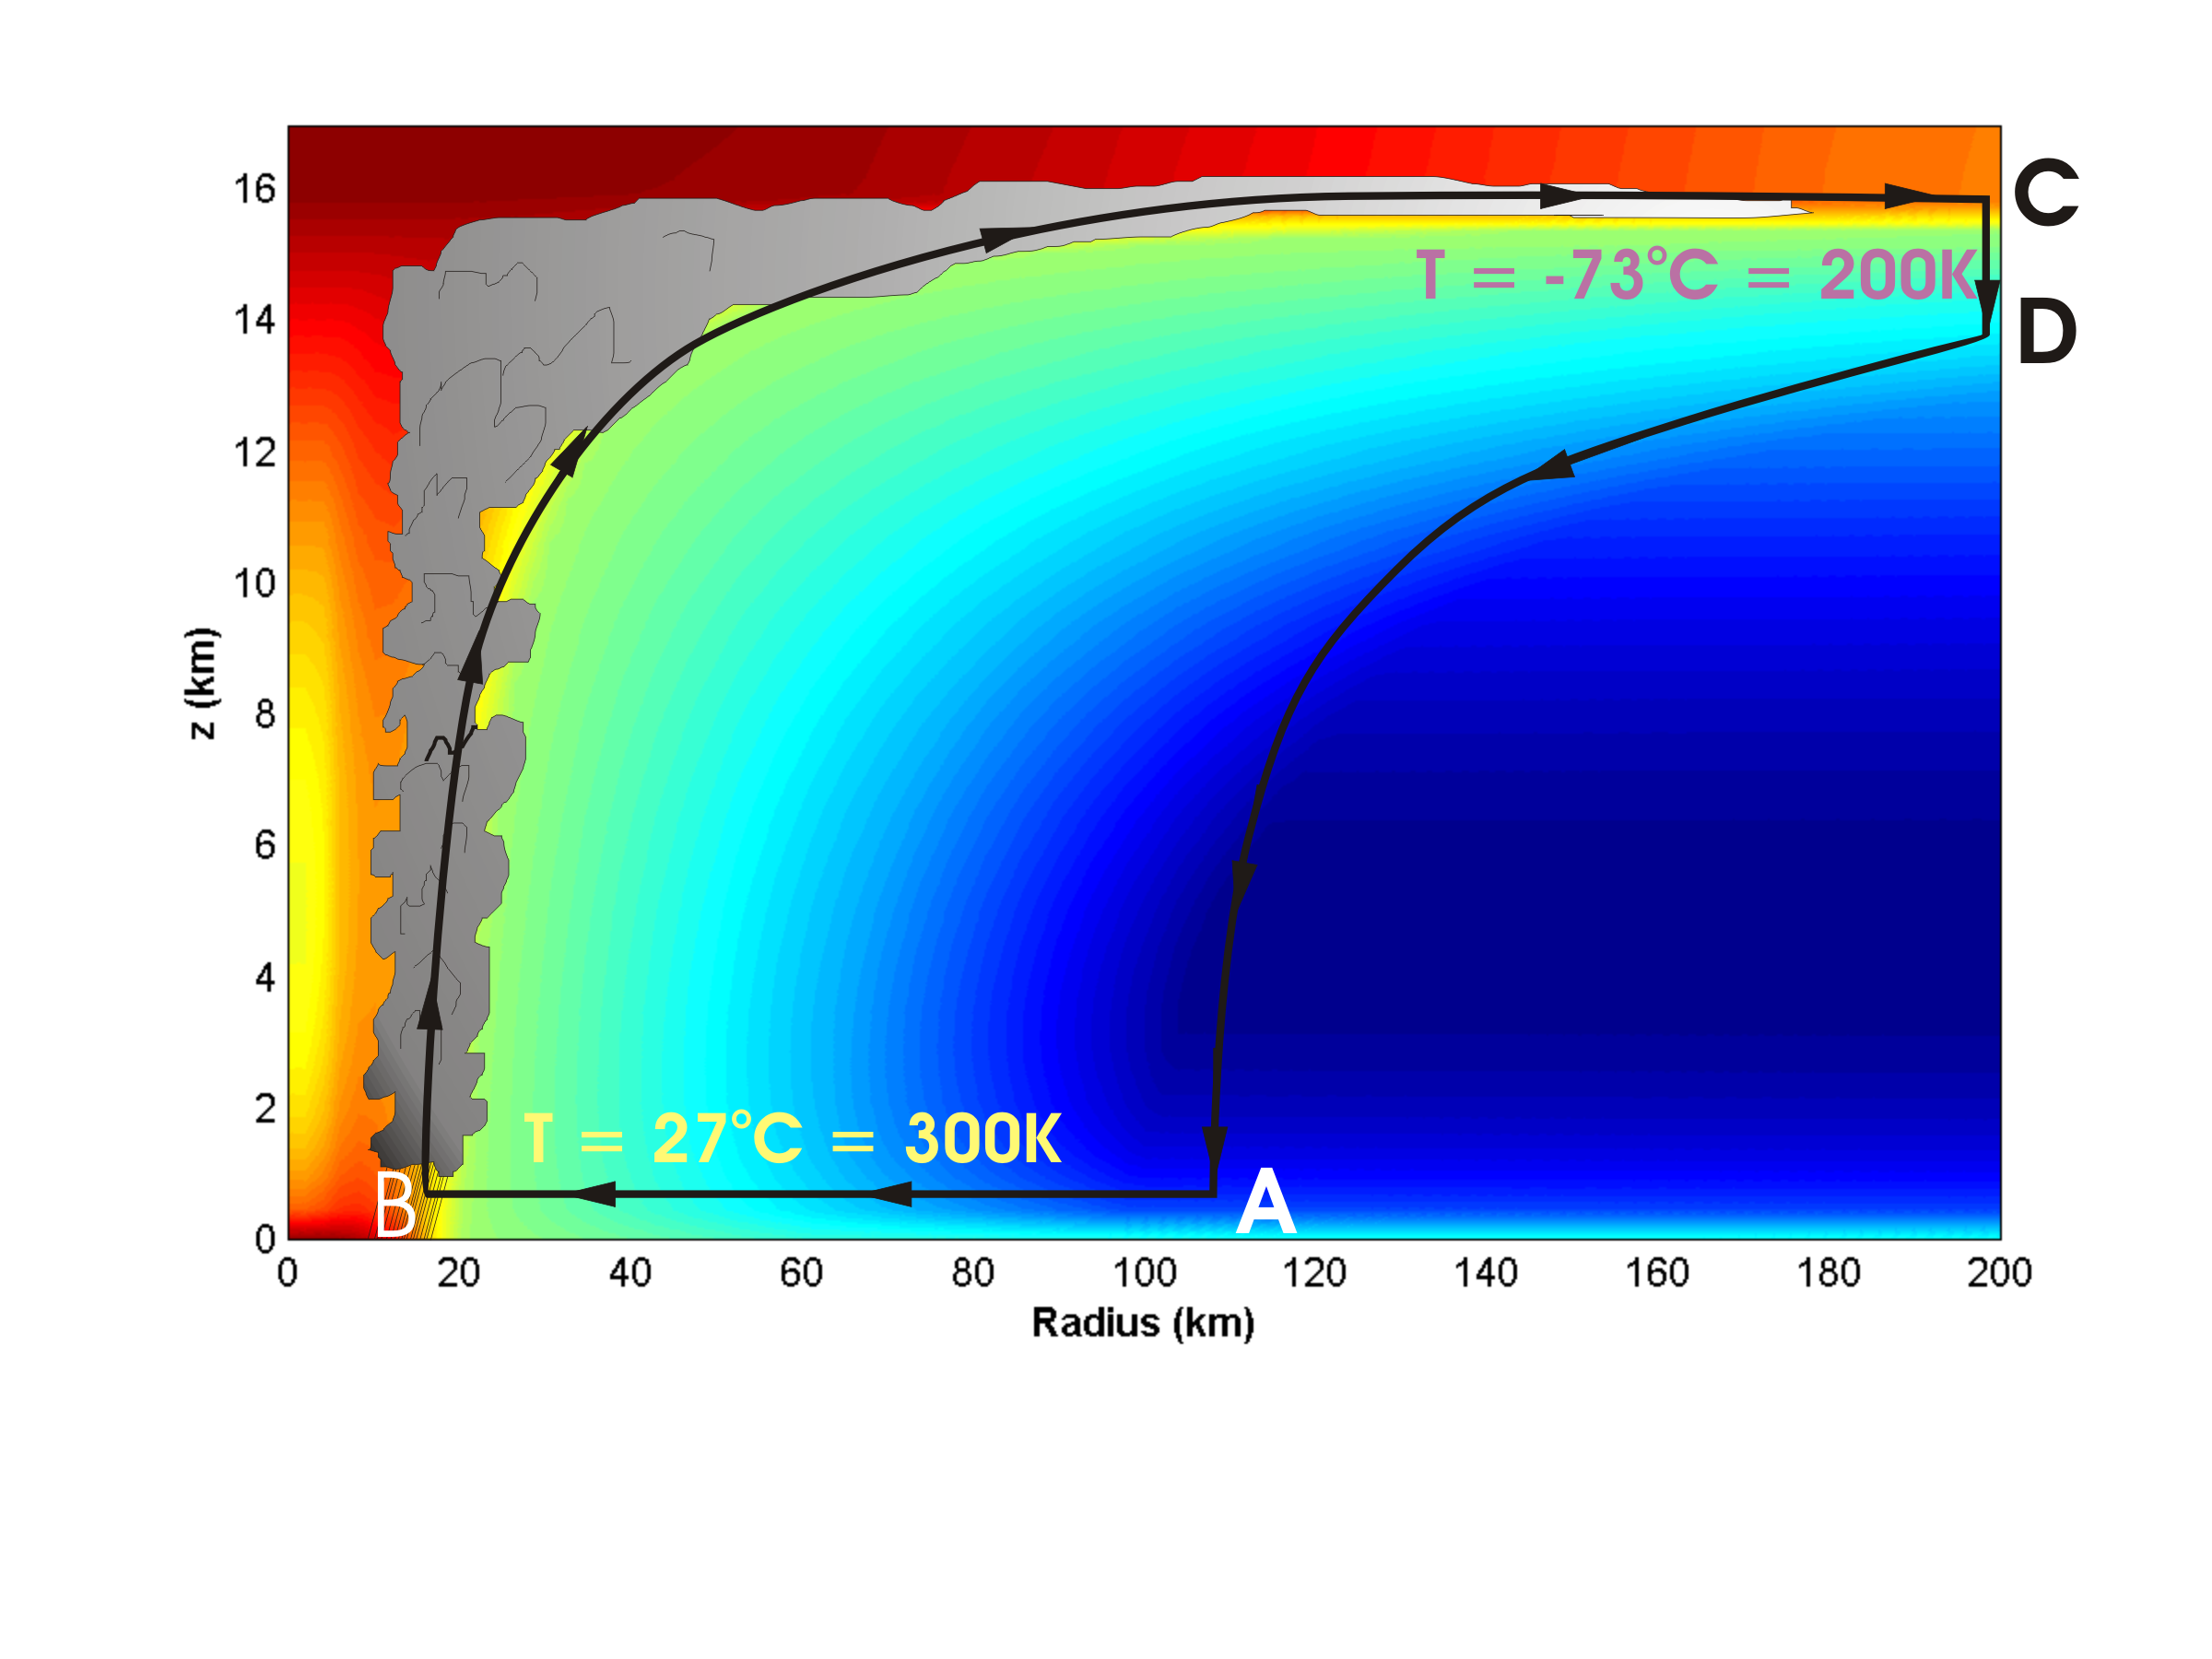 16
C
T = -73°C = 200K
14
D
12
10
z (km)
8
6
4
2
T = 27°C = 300K
B
A
0
0 20 40 60 80 100 120 140 160 180 200
Radius (km)